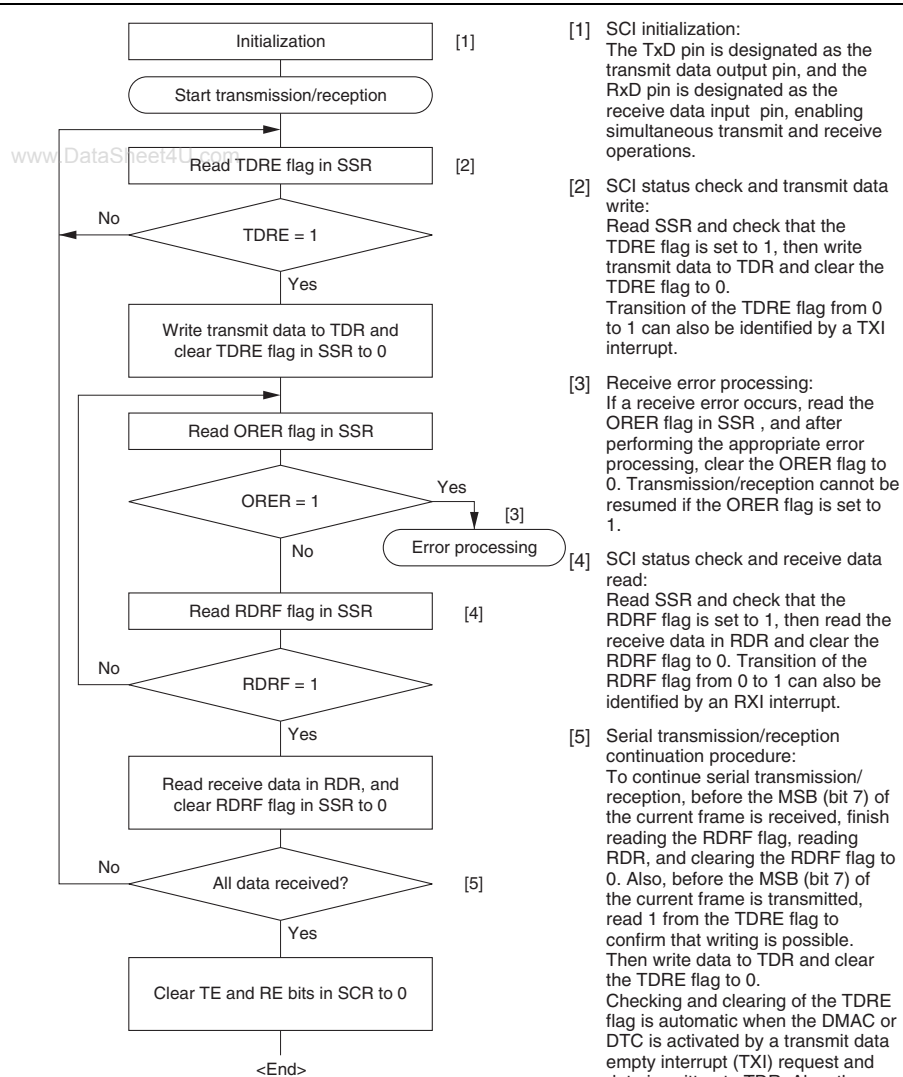 Initialization
[1]
Start transmission/reception
www.DataSheet4U.com
Read TDRE flag in SSR
[2]
No
TDRE = 1
Yes
Write transmit data to TDR and
clear TDRE flag in SSR to 0
Read ORER flag in SSR
ORER = 1
Yes
[3]
Error processing
No
Read RDRF flag in SSR
[4]
No
RDRF = 1
Yes
Read receive data in RDR, and
clear RDRF flag in SSR to 0
No
All data received?
[5]
Yes
Clear TE and RE bits in SCR to 0
<End>
[1] SCI initialization:
The TxD pin is designated as the
transmit data output pin, and the
RxD pin is designated as the
receive data input pin, enabling
simultaneous transmit and receive
operations.
[2] SCI status check and transmit data
write:
Read SSR and check that the
TDRE flag is set to 1, then write
transmit data to TDR and clear the
TDRE flag to 0.
Transition of the TDRE flag from 0
to 1 can also be identified by a TXI
interrupt.
[3] Receive error processing:
If a receive error occurs, read the
ORER flag in SSR , and after
performing the appropriate error
processing, clear the ORER flag to
0. Transmission/reception cannot be
resumed if the ORER flag is set to
1.
[4] SCI status check and receive data
read:
Read SSR and check that the
RDRF flag is set to 1, then read the
receive data in RDR and clear the
RDRF flag to 0. Transition of the
RDRF flag from 0 to 1 can also be
identified by an RXI interrupt.
[5] Serial transmission/reception
continuation procedure:
To continue serial transmission/
reception, before the MSB (bit 7) of
the current frame is received, finish
reading the RDRF flag, reading
RDR, and clearing the RDRF flag to
0. Also, before the MSB (bit 7) of
the current frame is transmitted,
read 1 from the TDRE flag to
confirm that writing is possible.
Then write data to TDR and clear
the TDRE flag to 0.
Checking and clearing of the TDRE
flag is automatic when the DMAC or
DTC is activated by a transmit data
empty interrupt (TXI) request and